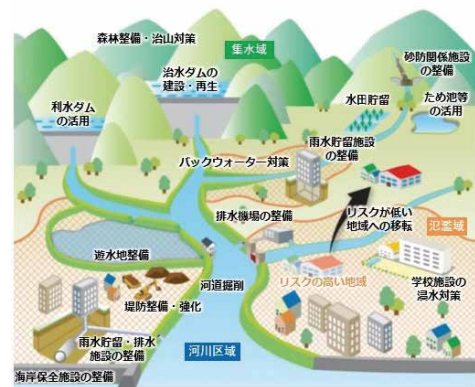 森林整備・治山対策
集水域
砂防関係施設
の整備
治水ダムの
建設・再生
水田貯留
ため池等
の活用
利水ダム
の活用
雨水貯留施設
の整備
バックウォーター対策
排水機場の整備
リスクが低い
地域への移転
氾濫域
遊水地整備
リスクの高い地域
学校施設の
浸水対策
河道掘削
堤防整備・強化
雨水貯留・排水
施設の整備
河川区域
海岸保全施設の整備